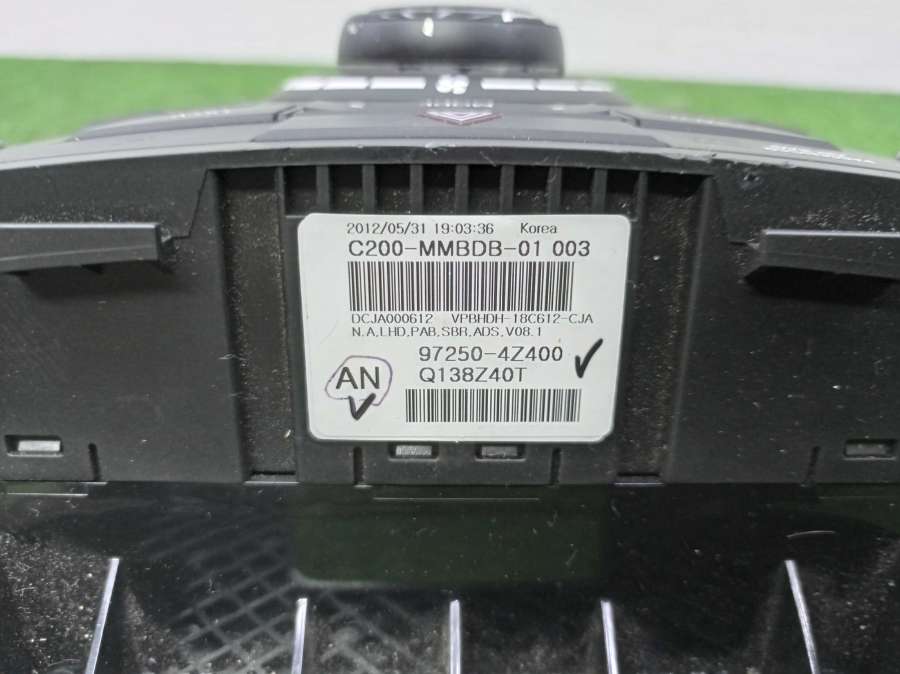 2012/05/31 19:03:36 Korea
C200-MMBDB-01 003
DCJA000612 VPBHDH-18C612-CJA
N.A,LHD,PAB,SBR,ADS,V08.1
97250-4Z400
AN
Q138Z40T